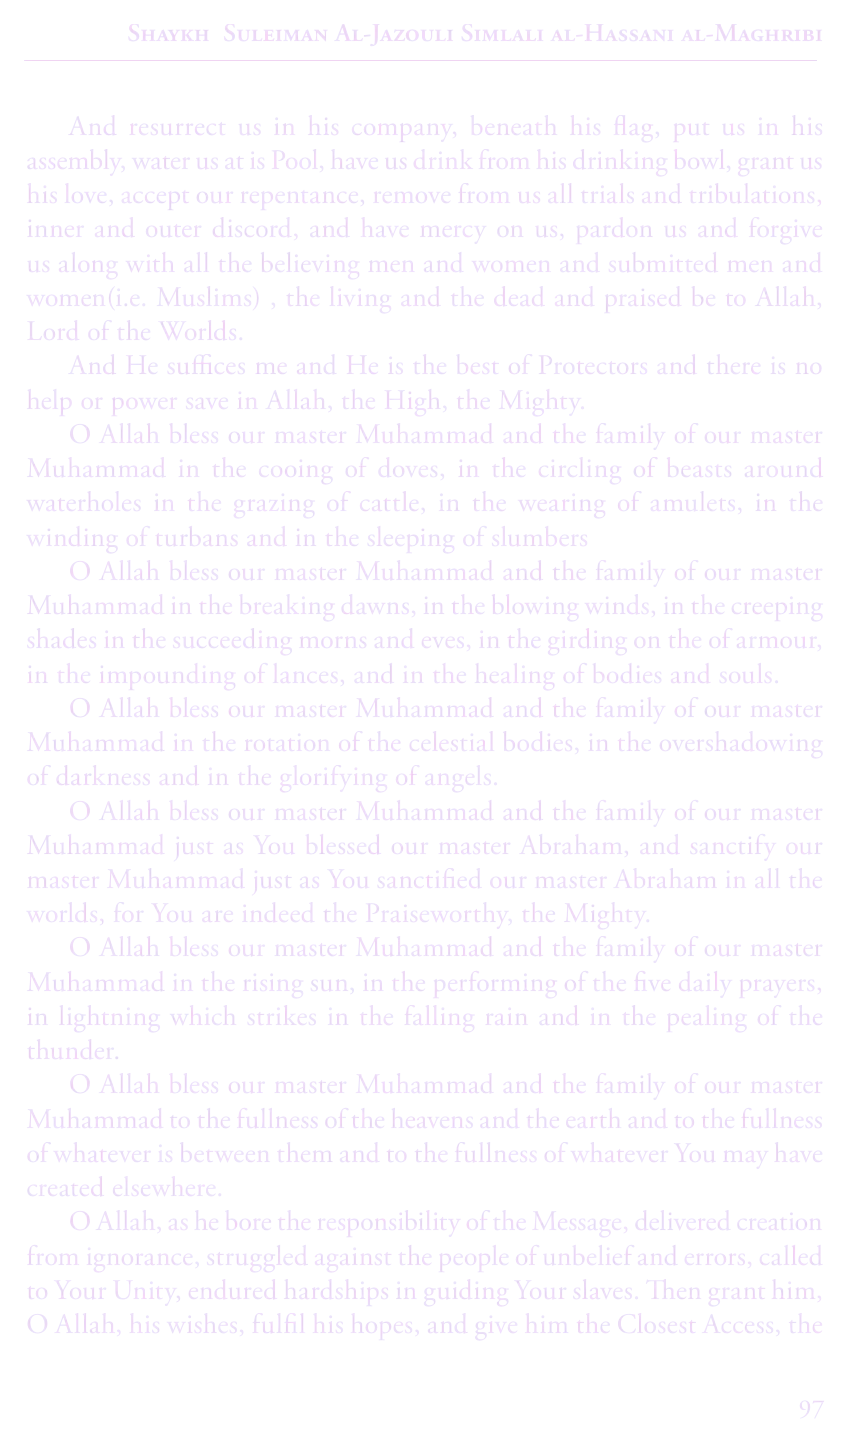 Shaykh Suleiman Al-Jazouli Simlali al-Hassani al-Maghribi
And resurrect us in his company, beneath his flag, put us in his
assembly, water us at is Pool, have us drink from his drinking bowl, grant us
his love, accept our repentance, remove from us all trials and tribulations,
inner and outer discord, and have mercy on us, pardon us and forgive
us along with all the believing men and women and submitted men and
women(i.e. Muslims) , the living and the dead and praised be to Allah,
Lord of the Worlds.
And He suffices me and He is the best of Protectors and there is no
help or power save in Allah, the High, the Mighty.
O Allah bless our master Muhammad and the family of our master
Muhammad in the cooing of doves, in the circling of beasts around
waterholes in the grazing of cattle, in the wearing of amulets, in the
winding of turbans and in the sleeping of slumbers
O Allah bless our master Muhammad and the family of our master
Muhammad in the breaking dawns, in the blowing winds, in the creeping
shades in the succeeding morns and eves, in the girding on the of armour,
in the impounding of lances, and in the healing of bodies and souls.
O Allah bless our master Muhammad and the family of our master
Muhammad in the rotation of the celestial bodies, in the overshadowing
of darkness and in the glorifying of angels.
O Allah bless our master Muhammad and the family of our master
Muhammad just as You blessed our master Abraham, and sanctify our
master Muhammad just as You sanctified our master Abraham in all the
worlds, for You are indeed the Praiseworthy, the Mighty.
O Allah bless our master Muhammad and the family of our master
Muhammad in the rising sun, in the performing of the five daily prayers,
in lightning which strikes in the falling rain and in the pealing of the
thunder.
O Allah bless our master Muhammad and the family of our master
Muhammad to the fullness of the heavens and the earth and to the fullness
of whatever is between them and to the fullness of whatever You may have
created elsewhere.
O Allah, as he bore the responsibility of the Message, delivered creation
from ignorance, struggled against the people of unbelief and errors, called
to Your Unity, endured hardships in guiding Your slaves. Then grant him,
O Allah, his wishes, fulfil his hopes, and give him the Closest Access, the
97